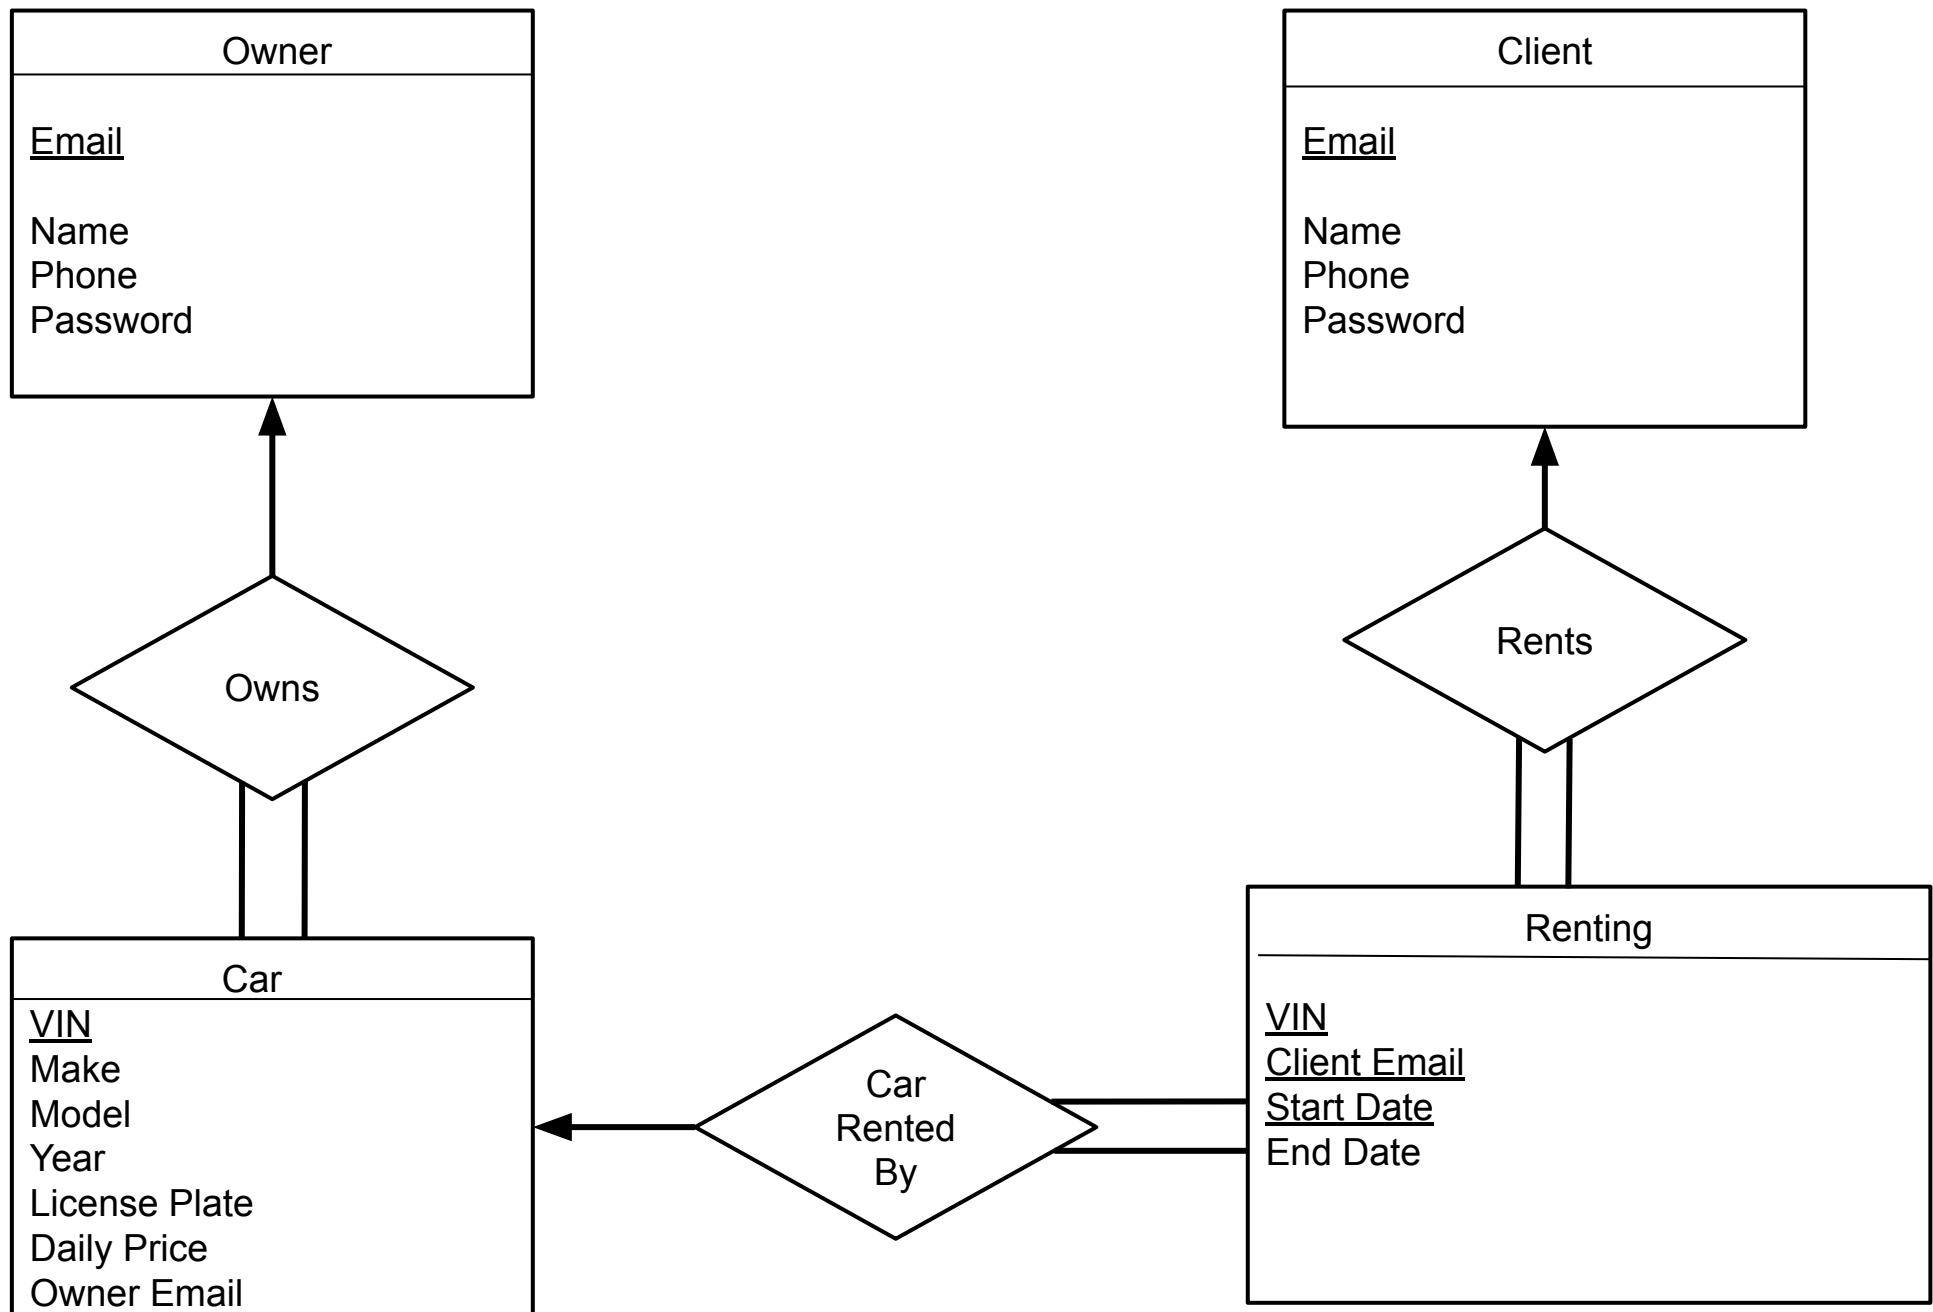 Owner
Email
Name
Phone
Password
Client
Email
Name
Phone
Password
Owns
Rents
Car
VIN
Make
Model
Year
License Plate
Daily Price
Owner Email
Car
Rented
By
Renting
VIN
Client Email
Start Date
End Date